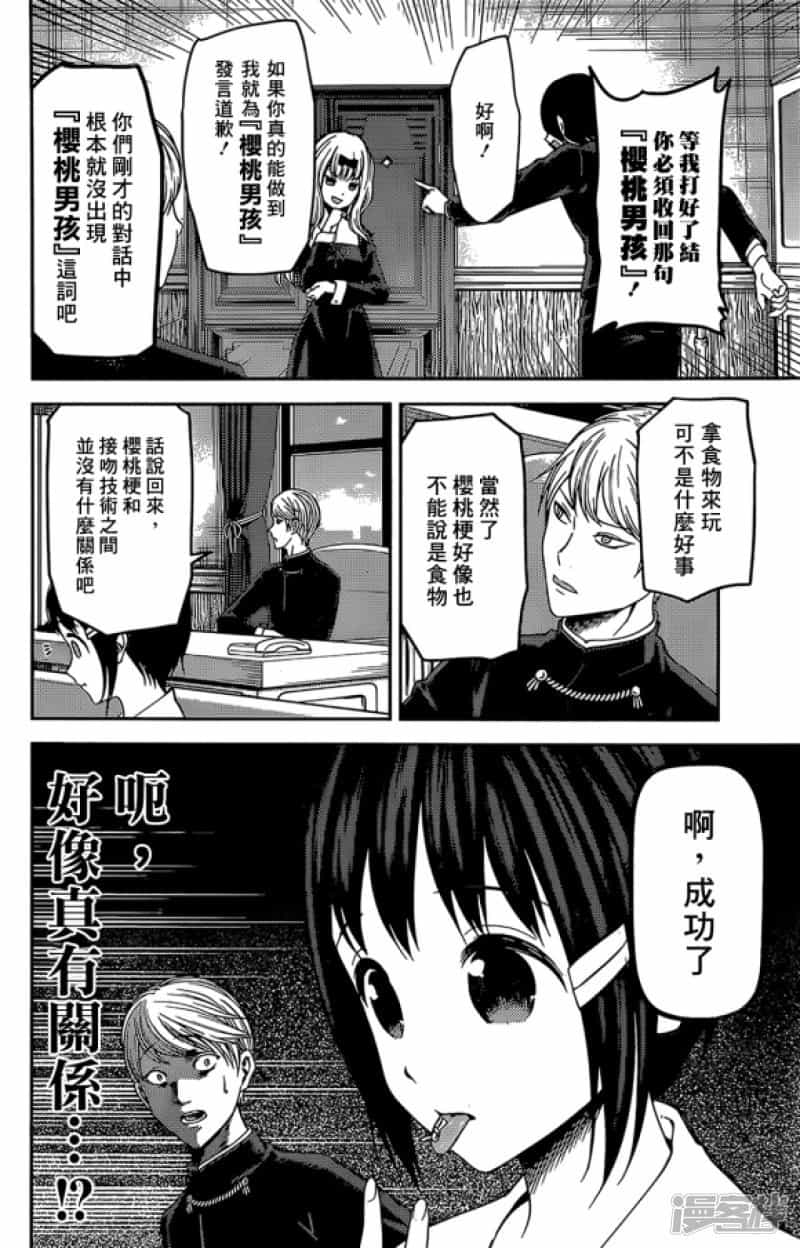 等我打好了結
你必須收回那句
『櫻桃男孩』！
好啊！
如果你真的能做到
我就為『櫻桃男孩』
發言道歉！
你們剛才的對話中
根本就沒出現
『櫻桃男孩』這詞吧
拿食物來玩
可不是什麼好事
當然了
櫻桃梗好像也
不能說是食物
話說回來，
櫻桃梗和
接吻技術之間
並沒有什麼關係吧
啊，成功了
呃，
好像真有關係…!?
漫客棧